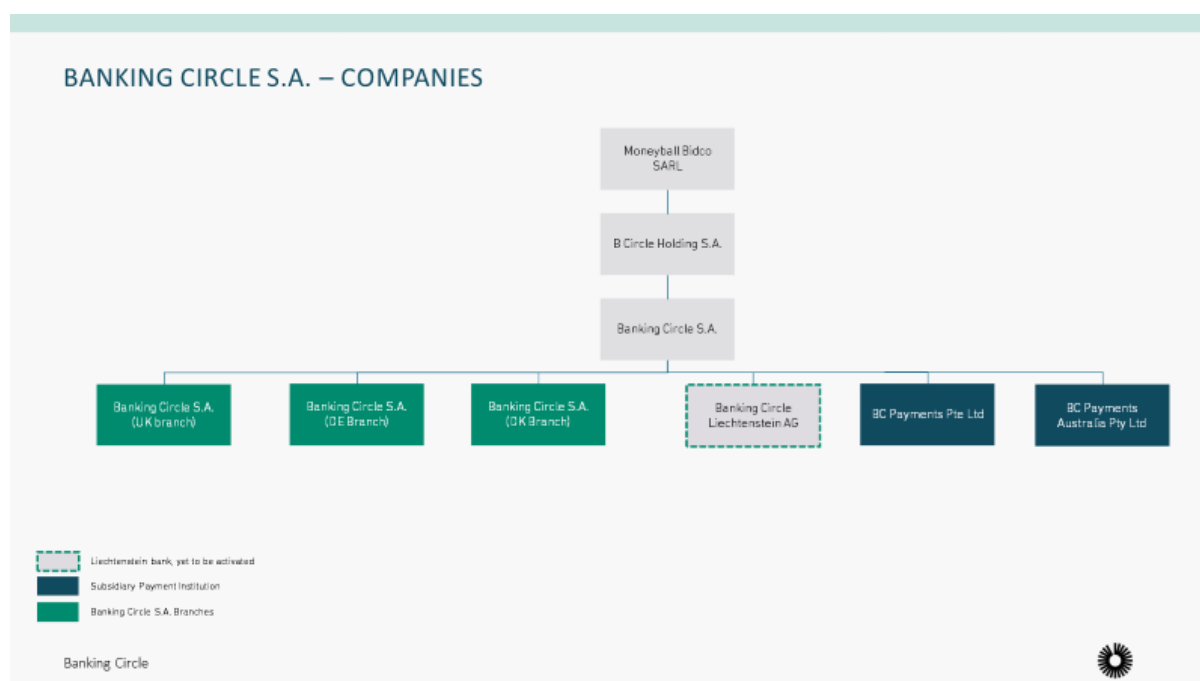 BANKING CIRCLE S.A. – COMPANIES
Moneyball Bidco
SARL
B Circle Holding S.A.
Banking Circle S.A.
Banking Circle S.A.
(UK branch)
Banking Circle S.A.
(DE Branch)
Banking Circle S.A.
(DK Branch)
Banking Circle
Liechtenstein AG
BC Payments Pte Ltd
BC Payments
Australia Pty Ltd
Liechtenstein bank, yet to be activated
Subsidiary Payment Institution
Banking Circle S.A. Branches
Banking Circle